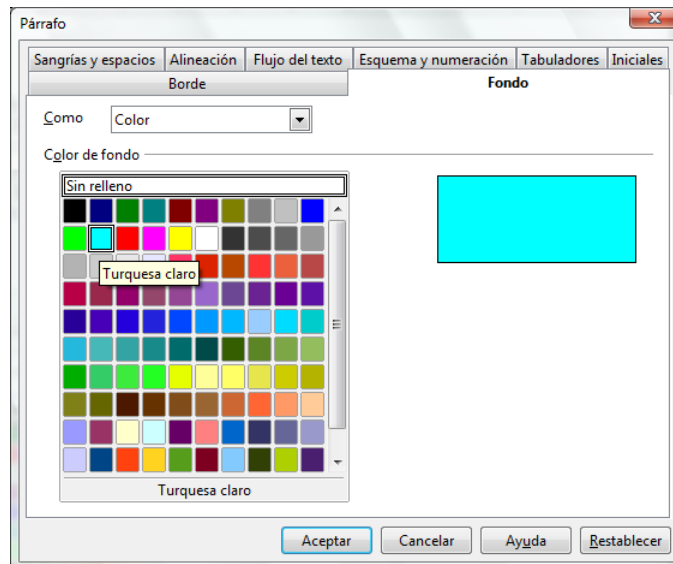 Párrafo
Sangrías y espacios Alineación Flujo del texto Esquema y numeración Tabuladores Iniciales
Borde Fondo
Como Color
Color de fondo
Sin relleno
Turquesa claro
Turquesa claro
Aceptar Cancelar Ayuda Restablecer